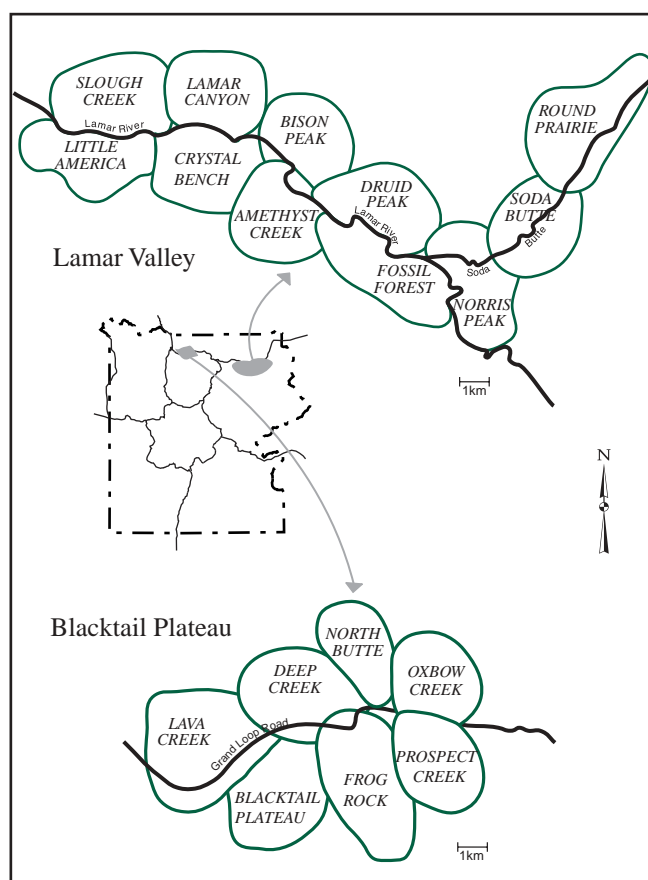 SLOUGH
CREEK
LAMAR
CANYON
BISON
PEAK
ROUND
PRAIRIE
Lamar River
LITTLE
AMERICA
CRYSTAL
BENCH
DRUID
PEAK
SODA
BUTTE
AMETHYST
CREEK
Lamar River
Butte
Lamar Valley
FOSSIL
FOREST
Soda
NORRIS
PEAK
1km
N
Blacktail Plateau
NORTH
BUTTE
DEEP
CREEK
OXBOW
CREEK
LAVA
CREEK
Grand Loop Road
PROSPECT
CREEK
FROG
ROCK
BLACKTAIL
PLATEAU
1km